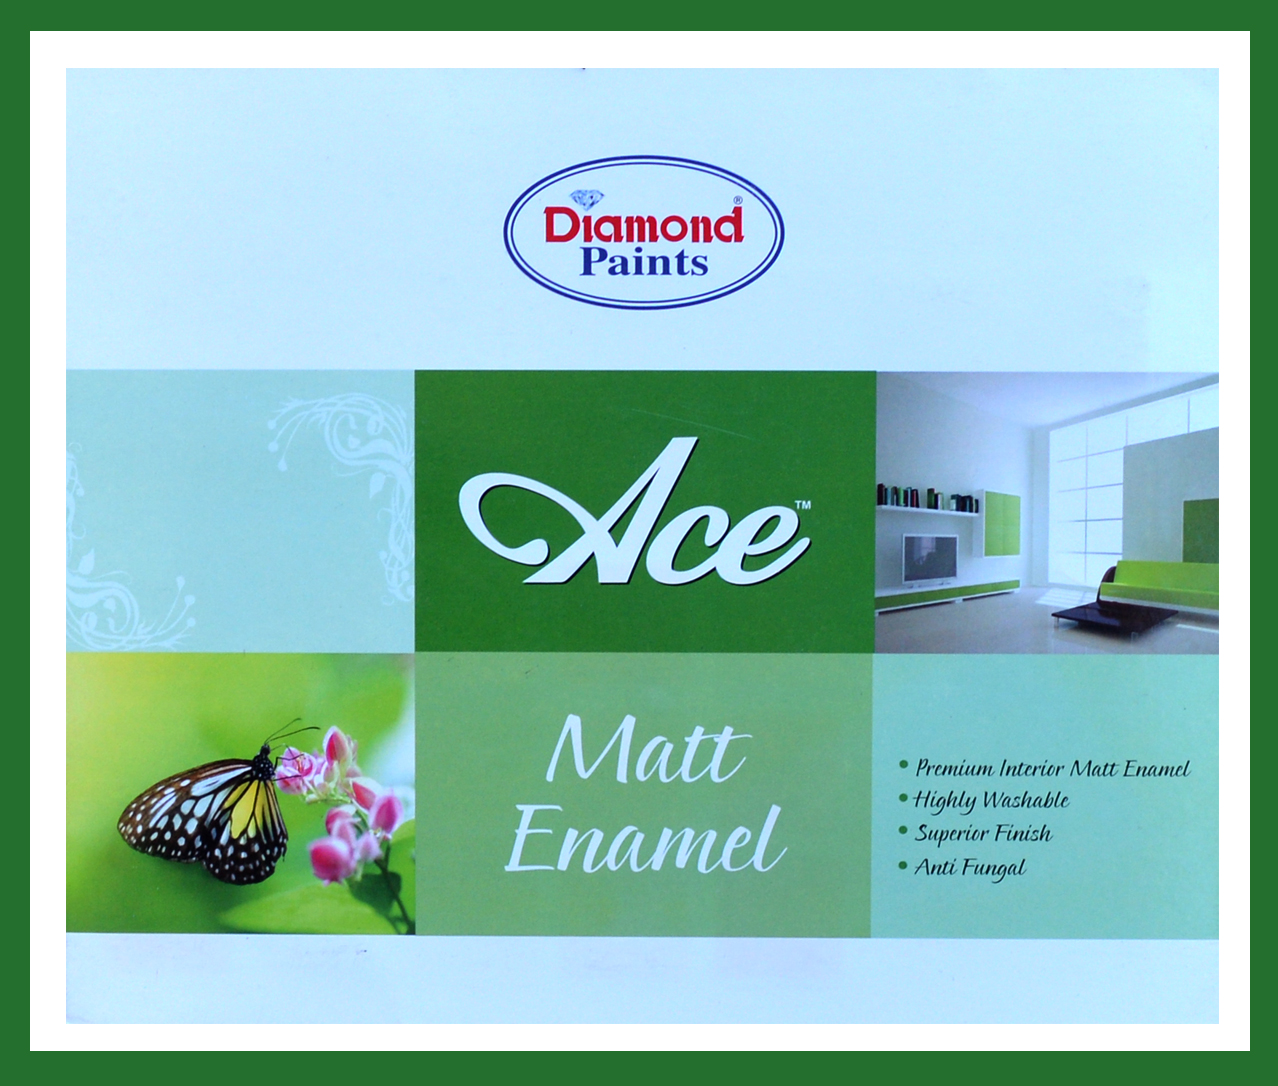 Diamond®
Paints
Ace™
Matt
Enamel
• Premium Interior Matt Enamel
• Highly Washable
• Superior Finish
• Anti Fungal